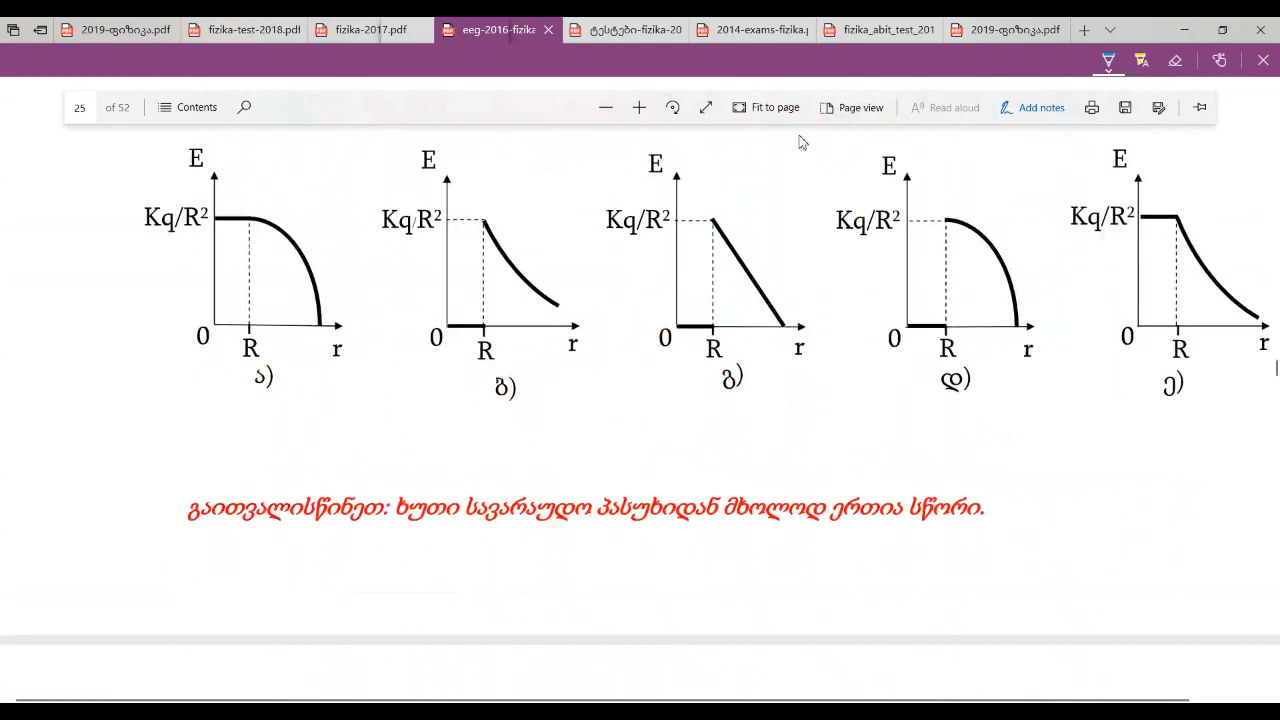 2019-ფიზიკა.pdf fizika-test-2018.pdf fizika-2017.pdf eeg-2016-fizika ტესტები-fizika-20 2014-exams-fizika.p fizika_abit_test_201 2019-ფიზიკა.pdf
25 of 52 Contents Fit to page Page view Read aloud Add notes
E E E E E
Kq/R² Kq/R² Kq/R² Kq/R² Kq/R²
0 R r 0 R r 0 R r 0 R r 0 R r
ა) ბ) გ) დ) ე)
გაითვალისწინეთ: ხუთი სავარაუდო პასუხიდან მხოლოდ ერთია სწორი.